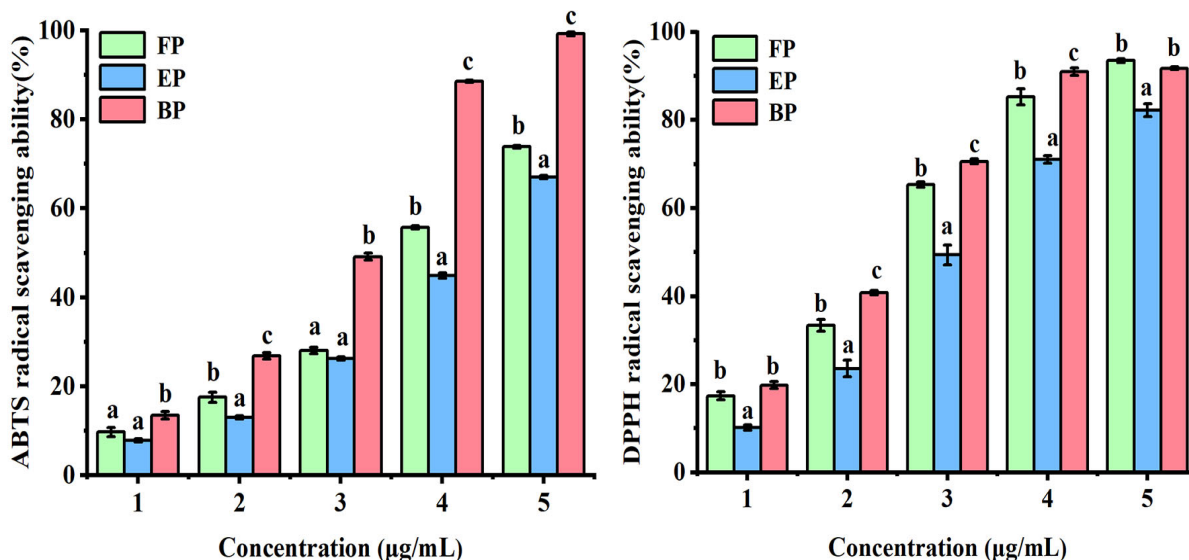 ABTS radical scavenging ability(%)
100
80
60
40
20
0
FP
EP
BP
a a b
b a c
a a b
b a c
b a c
1 2 3 4 5
Concentration (μg/mL)
DPPH radical scavenging ability(%)
100
80
60
40
20
0
FP
EP
BP
b a b
b a c
b a c
b a c
b a b
1 2 3 4 5
Concentration (μg/mL)